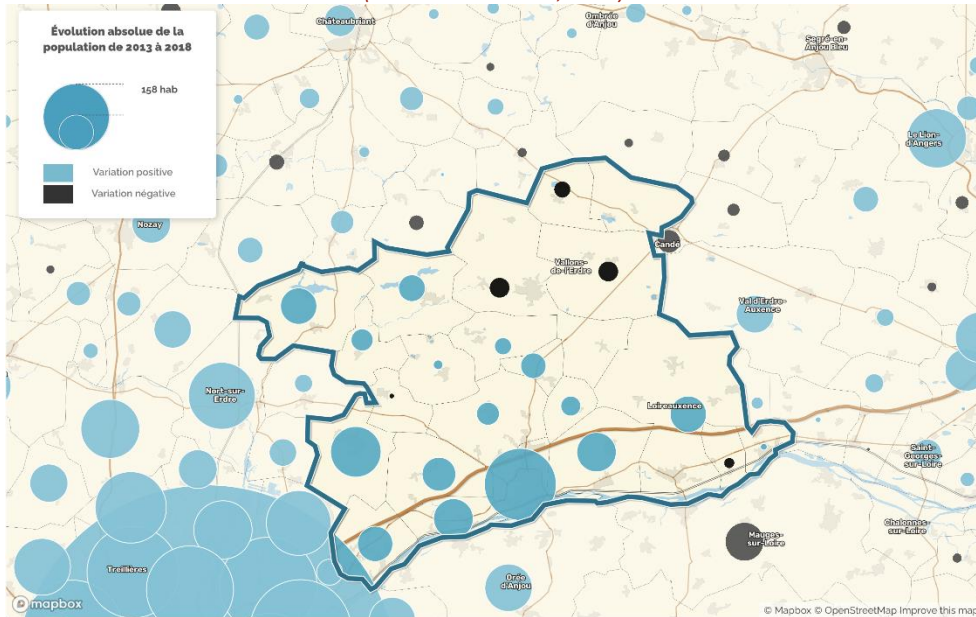 Évolution absolue de la
population de 2013 à 2018
158 hab
Variation positive
Variation négative
Châteaubriant
Ombrée
d'Anjou
Segré-en-
Anjou Bleu
Le Lion-
d'Angers
Nozay
Candé
Vallons-
de-l'Erdre
Val d'Erdre-
Auxence
Nort-sur-
Erdre
Loireauxence
Saint-
Georges-
sur-Loire
Chalonnes-
sur-Loire
Mauges-
sur-Loire
Treillières
Orée
d'Anjou
mapbox
© Mapbox © OpenStreetMap Improve this map